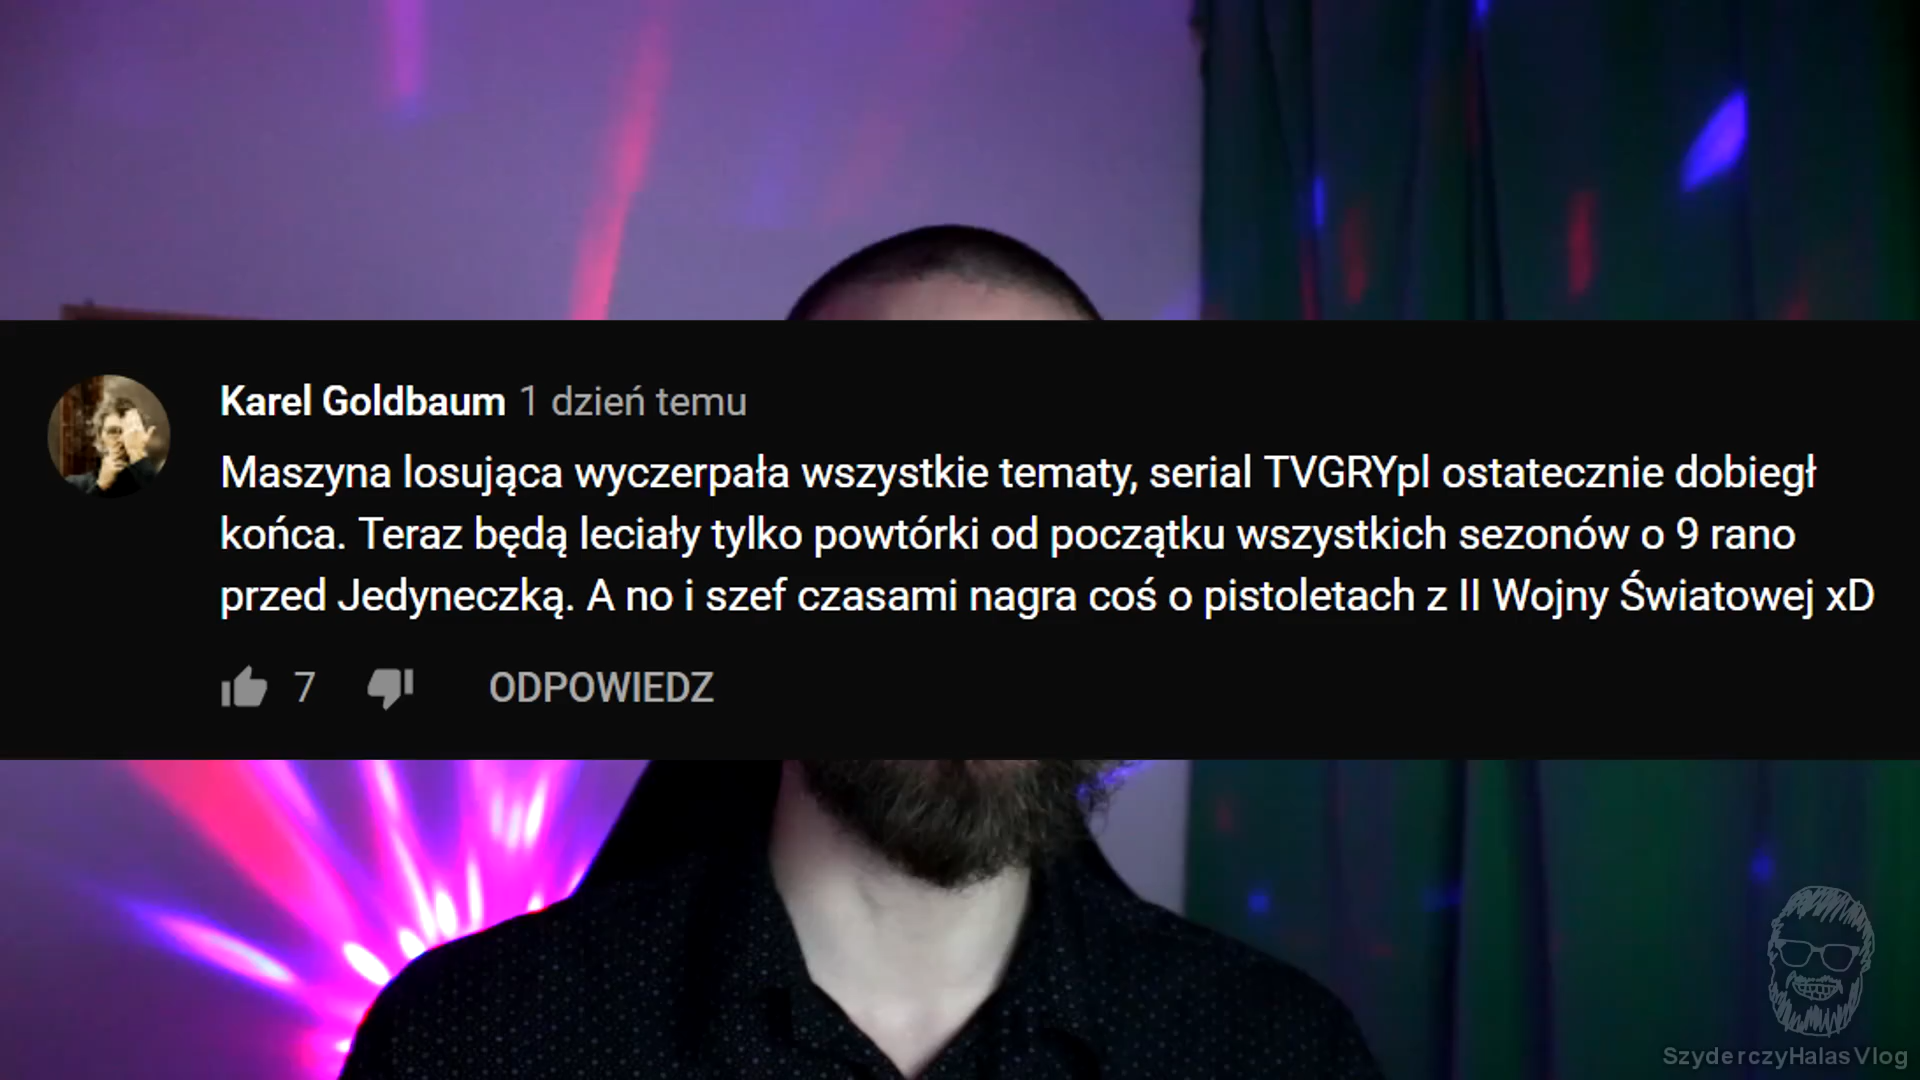 Karel Goldbaum 1 dzień temu
Maszyna losująca wyczerpała wszystkie tematy, serial TVGRYpl ostatecznie dobiegł
końca. Teraz będą leciały tylko powtórki od początku wszystkich sezonów o 9 rano
przed Jedyneczką. A no i szef czasami nagra coś o pistoletach z II Wojny Światowej xD
7 ODPOWIEDZ
SzyderczyHalasVlog